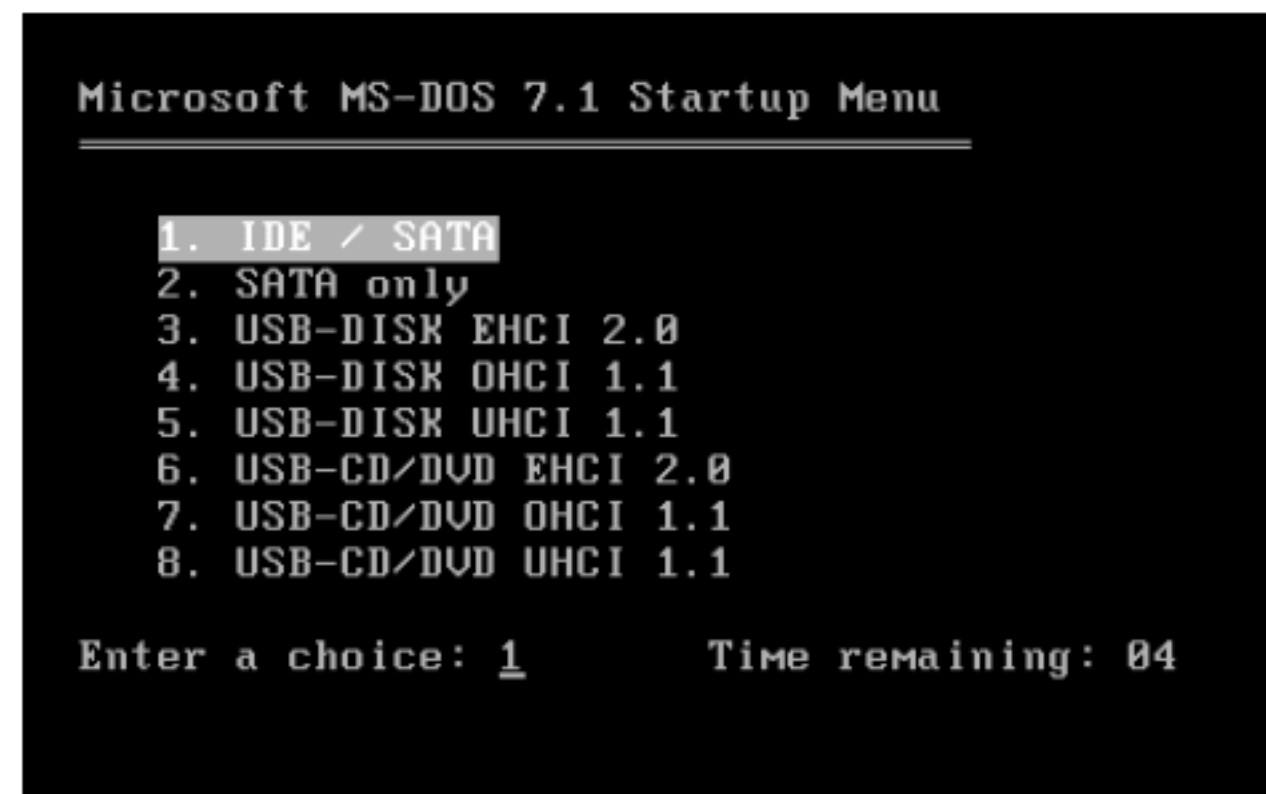 Microsoft MS-DOS 7.1 Startup Menu
1. IDE / SATA
2. SATA only
3. USB-DISK EHCI 2.0
4. USB-DISK OHCI 1.1
5. USB-DISK UHCI 1.1
6. USB-CD/DVD EHCI 2.0
7. USB-CD/DVD OHCI 1.1
8. USB-CD/DVD UHCI 1.1
Enter a choice: 1 Time remaining: 04